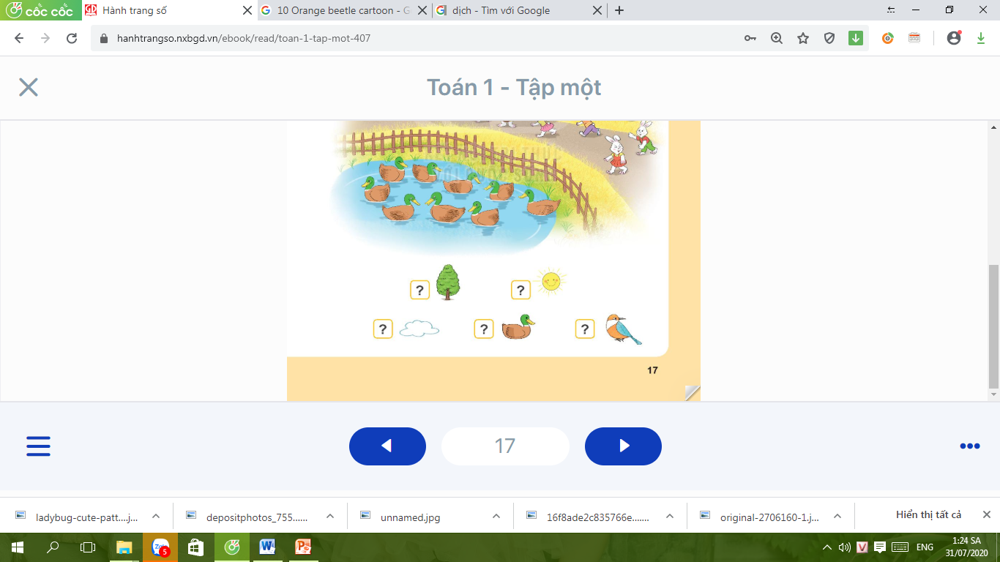 cốc cốc
Hành trang số
10 Orange beetle cartoon - G
dịch - Tìm với Google
hanhtrangso.nxbgd.vn/ebook/read/toan-1-tap-mot-407
Toán 1 - Tập một
?
?
?
?
?
17
17
ladybug-cute-patt....j...
depositphotos_755......
unnamed.jpg
16f8ade2c835766e.......
original-2706160-1.j...
Hiển thị tất cả
Zalo
5
ENG
1:24 SA
31/07/2020